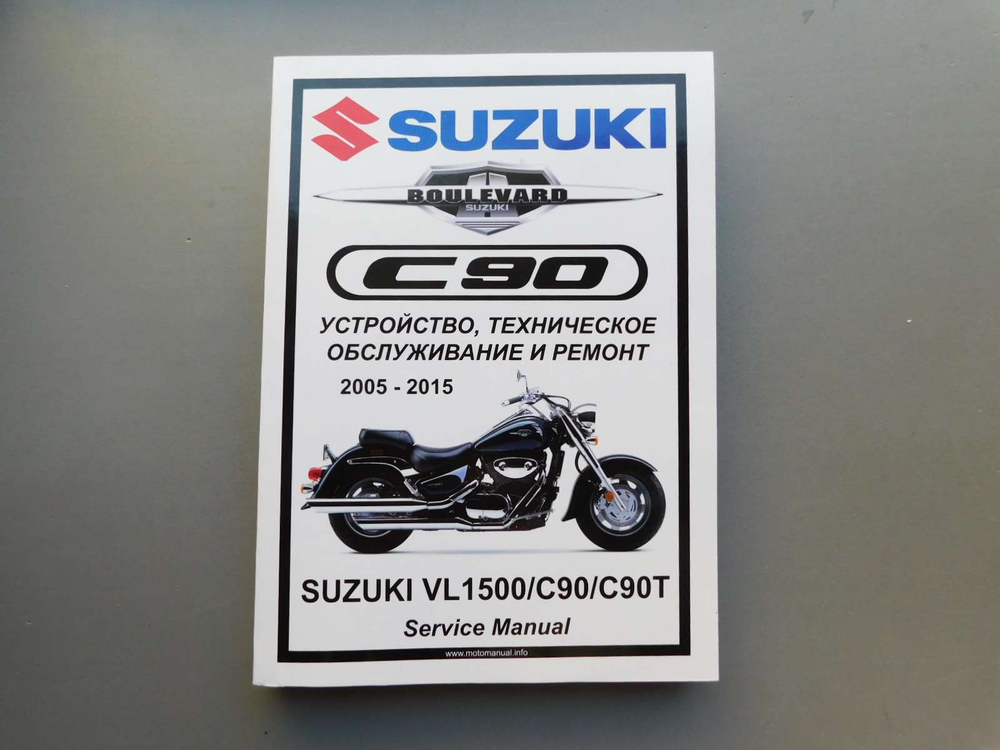 SUZUKI
BOULEVARD
SUZUKI
C90
УСТРОЙСТВО, ТЕХНИЧЕСКОЕ
ОБСЛУЖИВАНИЕ И РЕМОНТ
2005 - 2015
SUZUKI VL1500/C90/C90T
Service Manual
www.motomanual.info